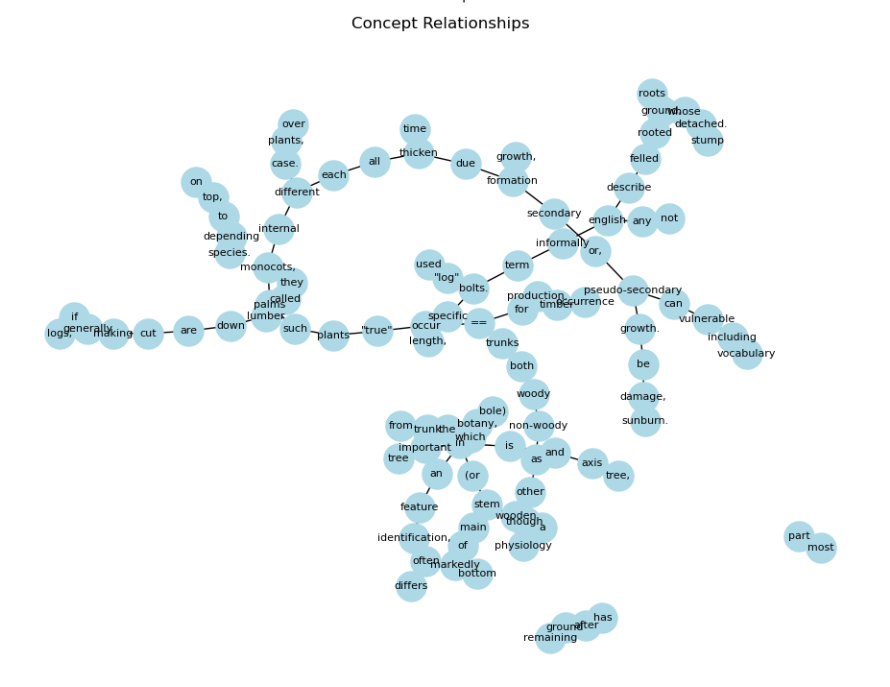 Concept Relationships
roots
ground,
whose
detached.
stump
rooted
felled
describe
over
plants,
case.
time
thicken
all
each
different
due
growth,
formation
on
top,
to
depending
species.
internal
monocots,
they
called
palms
lumber
secondary
english
any
not
informally
or,
term
used
"log"
bolts.
pseudo-secondary
can
vulnerable
including
vocabulary
production
timber
occurrence
for
==
specific
occur
length,
"true"
plants
such
down
are
cut
making
generally
if
logs,
growth.
be
damage,
sunburn.
trunks
both
woody
non-woody
bole)
botany,
which
in
the
trunk
from
important
tree
is
as
and
axis
tree,
an
(or
other
feature
stem
wooden,
though
a
physiology
main
of
identification,
often
markedly
bottom
differs
part
most
has
after
ground
remaining